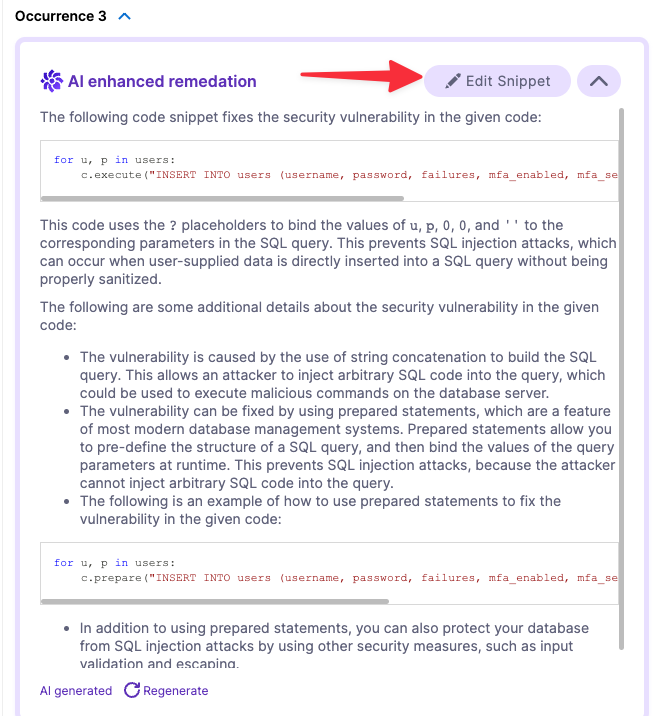 Occurrence 3
AI enhanced remedation
Edit Snippet
The following code snippet fixes the security vulnerability in the given code:
for u, p in users:
c.execute("INSERT INTO users (username, password, failures, mfa_enabled, mfa_se
This code uses the ? placeholders to bind the values of u, p, 0, 0, and '' to the
corresponding parameters in the SQL query. This prevents SQL injection attacks, which
can occur when user-supplied data is directly inserted into a SQL query without being
properly sanitized.
The following are some additional details about the security vulnerability in the given
code:
• The vulnerability is caused by the use of string concatenation to build the SQL
query. This allows an attacker to inject arbitrary SQL code into the query, which
could be used to execute malicious commands on the database server.
• The vulnerability can be fixed by using prepared statements, which are a feature
of most modern database management systems. Prepared statements allow you
to pre-define the structure of a SQL query, and then bind the values of the query
parameters at runtime. This prevents SQL injection attacks, because the attacker
cannot inject arbitrary SQL code into the query.
• The following is an example of how to use prepared statements to fix the
vulnerability in the given code:
for u, p in users:
c.prepare("INSERT INTO users (username, password, failures, mfa_enabled, mfa_se
• In addition to using prepared statements, you can also protect your database
from SQL injection attacks by using other security measures, such as input
validation and escaping.
AI generated
Regenerate